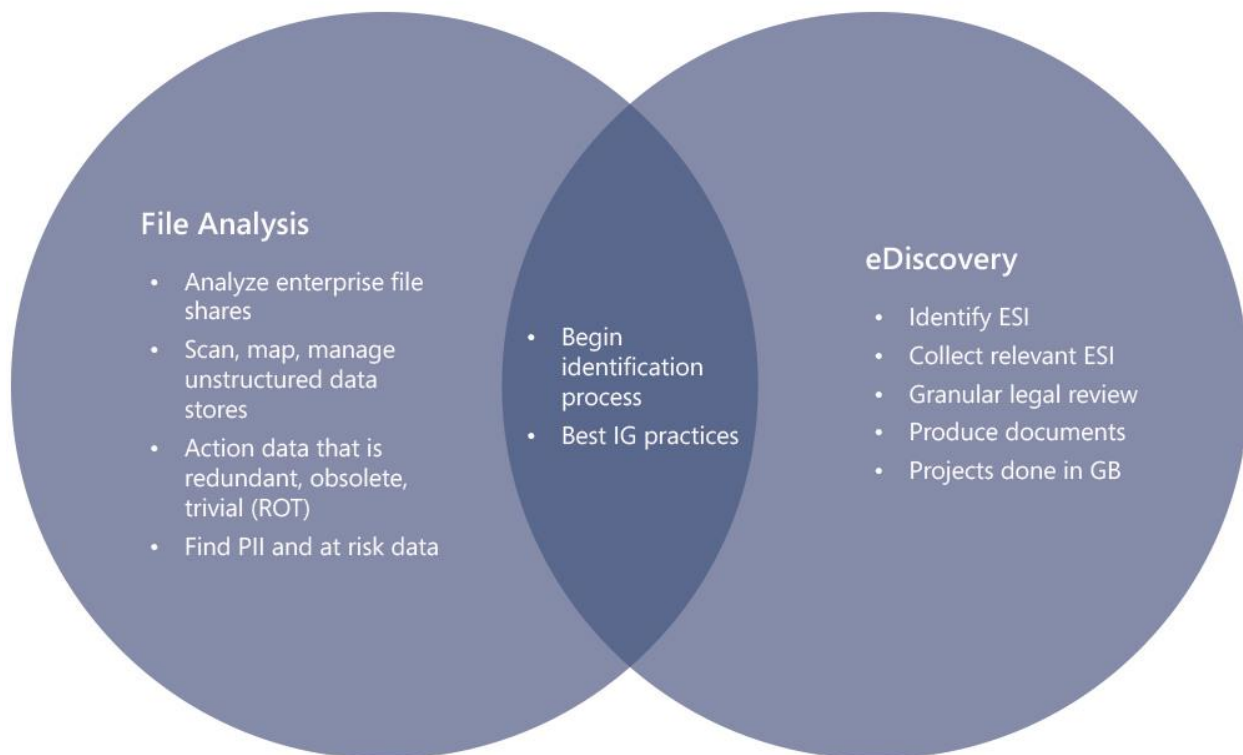 File Analysis
• Analyze enterprise file
shares
• Scan, map, manage
unstructured data
stores
• Action data that is
redundant, obsolete,
trivial (ROT)
• Find PII and at risk data
• Begin
identification
process
• Best IG practices
eDiscovery
• Identify ESI
• Collect relevant ESI
• Granular legal review
• Produce documents
• Projects done in GB